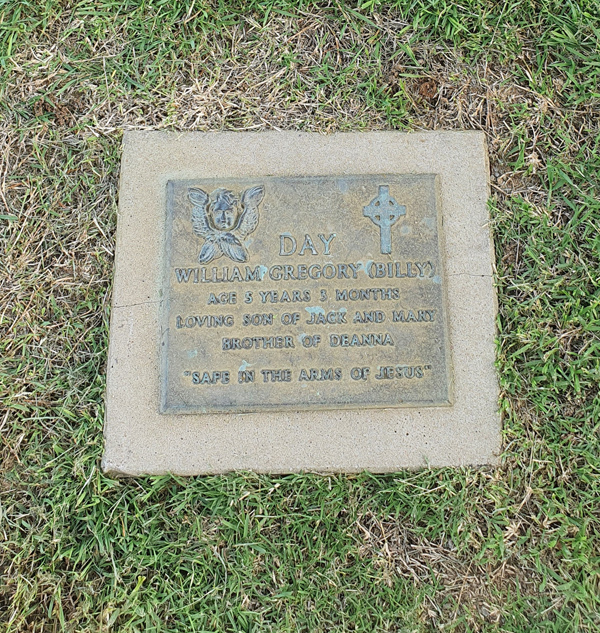 DAY
WILLIAM GREGORY (BILLY)
AGE 5 YEARS 3 MONTHS
LOVING SON OF JACK AND MARY
BROTHER OF DEANNA
"SAFE IN THE ARMS OF JESUS"